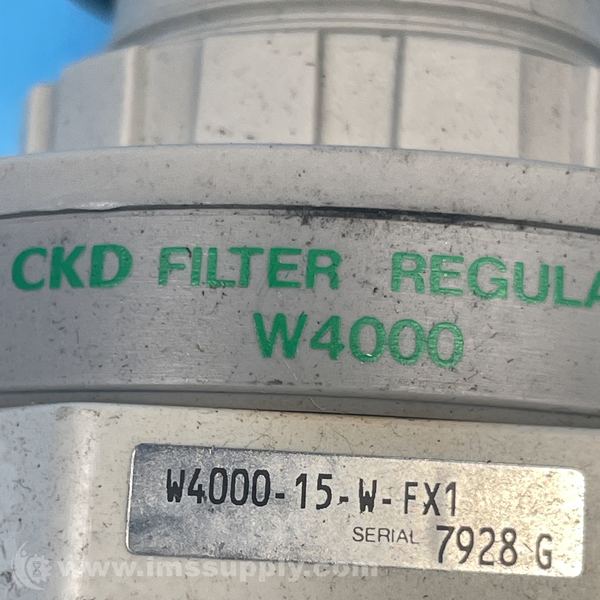 CKD FILTER REGULA
W4000
W4000-15-W-FX1
SERIAL 7928 G
www.imssupply.com